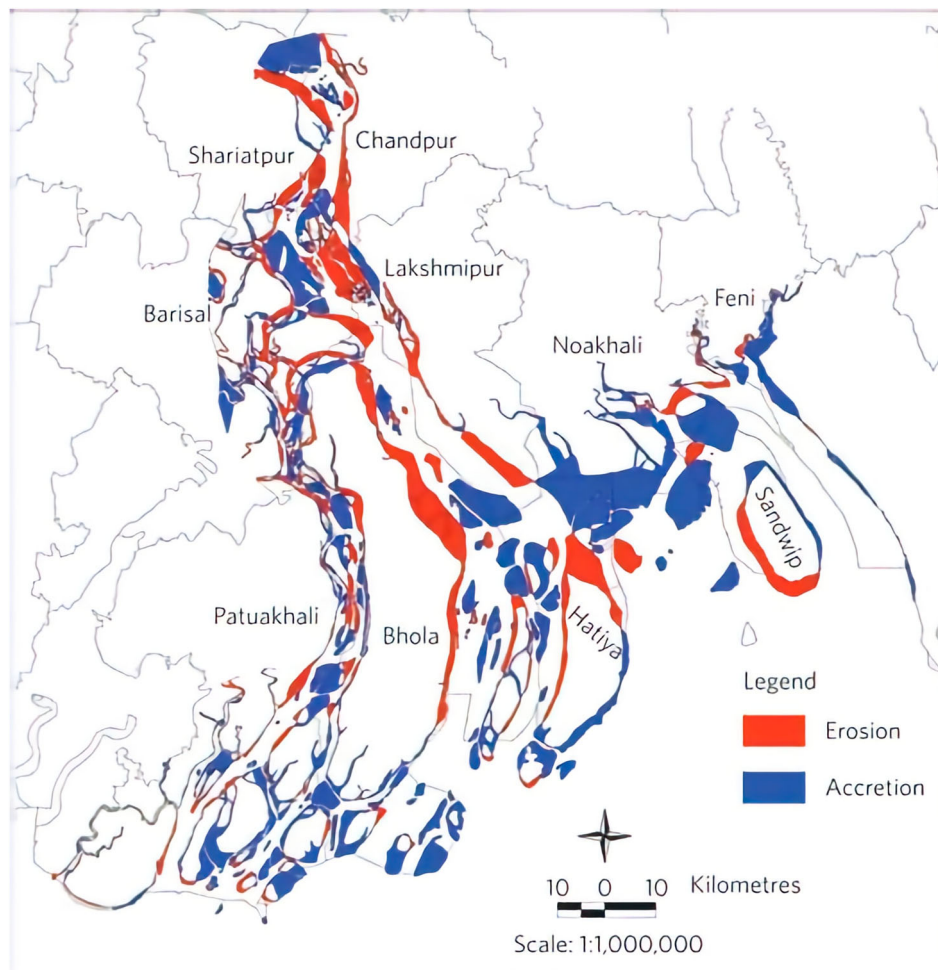 Chandpur
Shariatpur
Lakshmipur
Feni
Barisal
Noakhali
Sandwip
Patuakhali
Bhola
Hatiya
Legend
Erosion
Accretion
10 0 10 Kilometres
Scale: 1:1,000,000